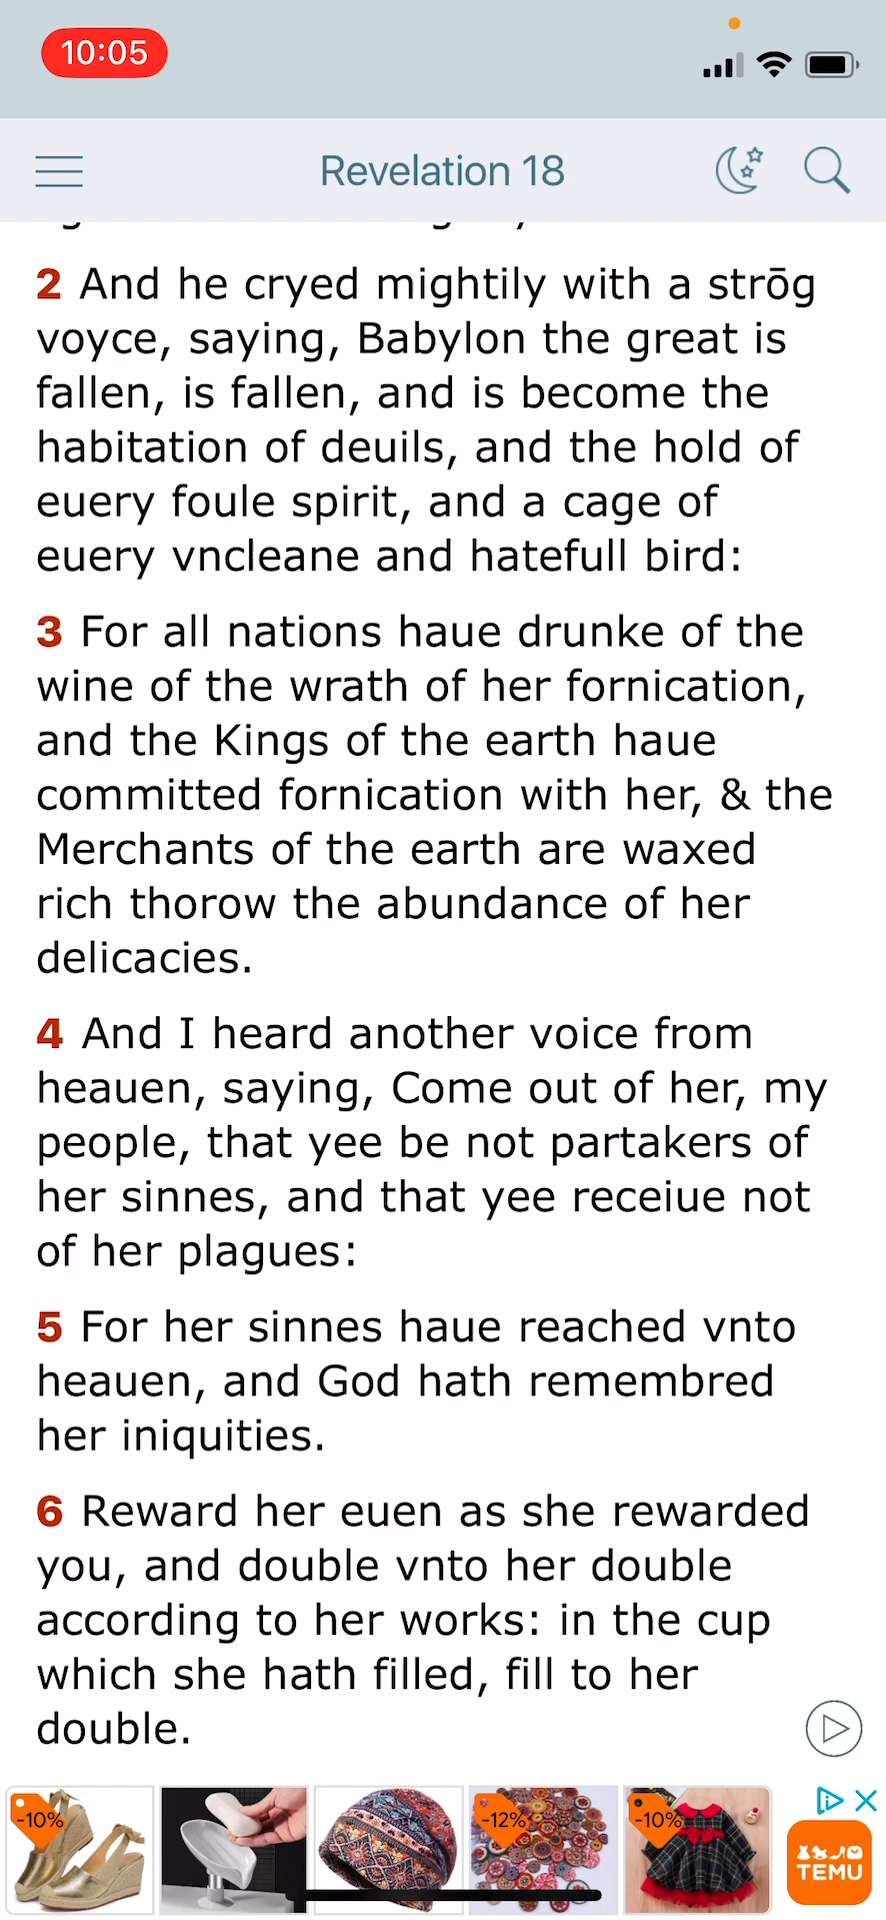 10:05
Revelation 18
2 And he cryed mightily with a strōg
voyce, saying, Babylon the great is
fallen, is fallen, and is become the
habitation of deuils, and the hold of
euery foule spirit, and a cage of
euery vncleane and hatefull bird:
3 For all nations haue drunke of the
wine of the wrath of her fornication,
and the Kings of the earth haue
committed fornication with her, & the
Merchants of the earth are waxed
rich thorow the abundance of her
delicacies.
4 And I heard another voice from
heauen, saying, Come out of her, my
people, that yee be not partakers of
her sinnes, and that yee receiue not
of her plagues:
5 For her sinnes haue reached vnto
heauen, and God hath remembred
her iniquities.
6 Reward her euen as she rewarded
you, and double vnto her double
according to her works: in the cup
which she hath filled, fill to her
double.
-10% -12% -10%
TEMU